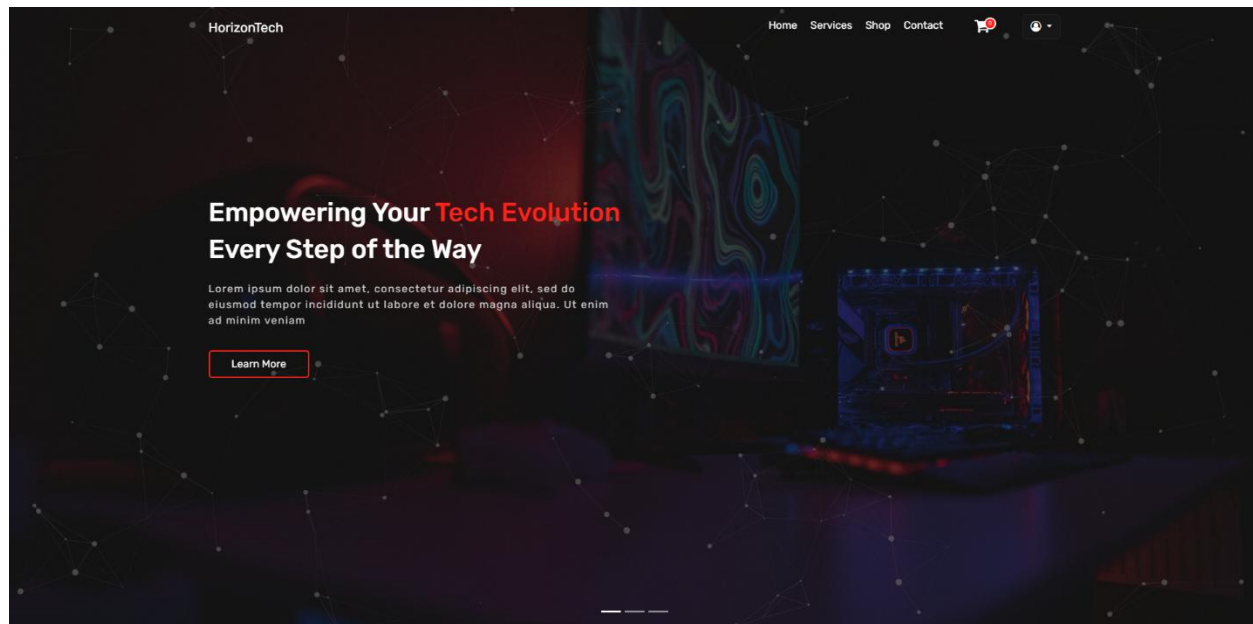 HorizonTech
Home Services Shop Contact 0
Empowering Your Tech Evolution
Every Step of the Way
Lorem ipsum dolor sit amet, consectetur adipiscing elit, sed do
eiusmod tempor incididunt ut labore et dolore magna aliqua. Ut enim
ad minim veniam
Learn More